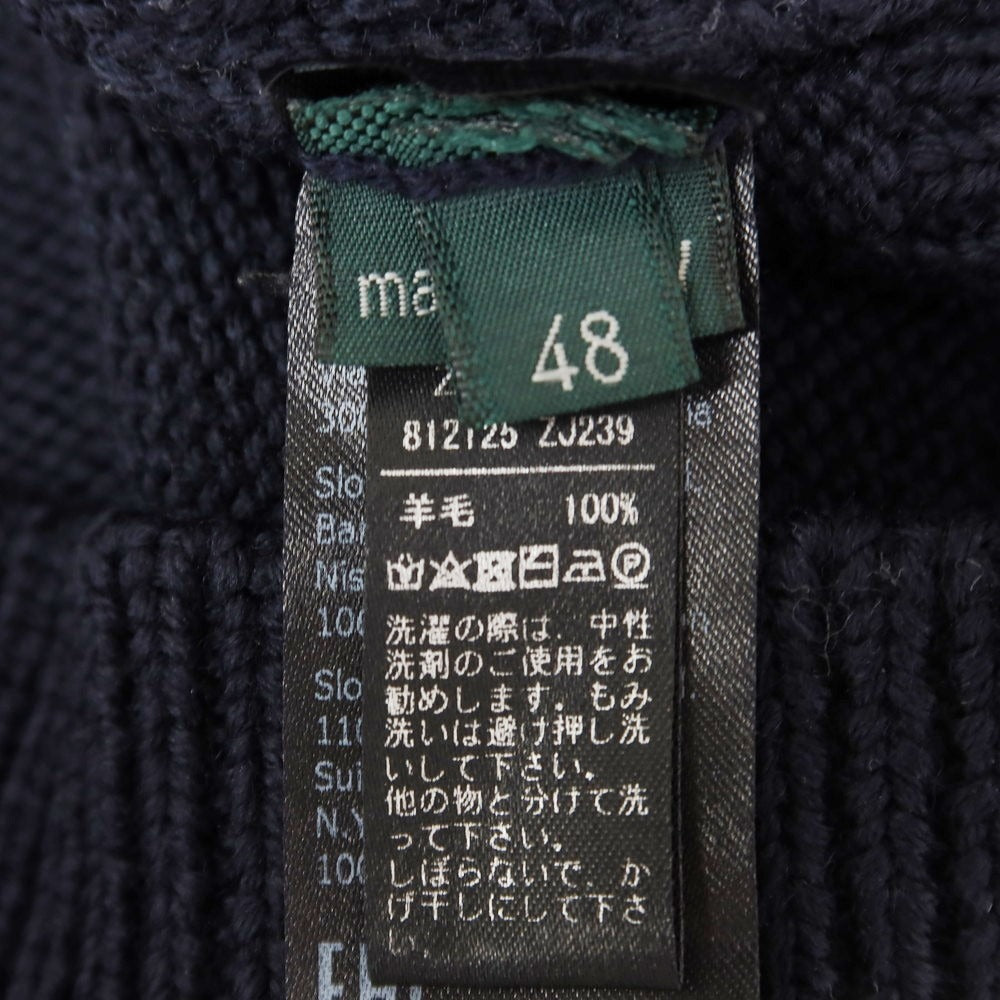 48
812125 ZJ239
羊毛 100%
洗濯の際は、中性
洗剤のご使用をお
勧めします。もみ
洗いは避け押し洗
いして下さい。
他の物と分けて洗
って下さい。
しぼらないで、か
げ干しにして下さ
い。
Slo
Slo
N.Y